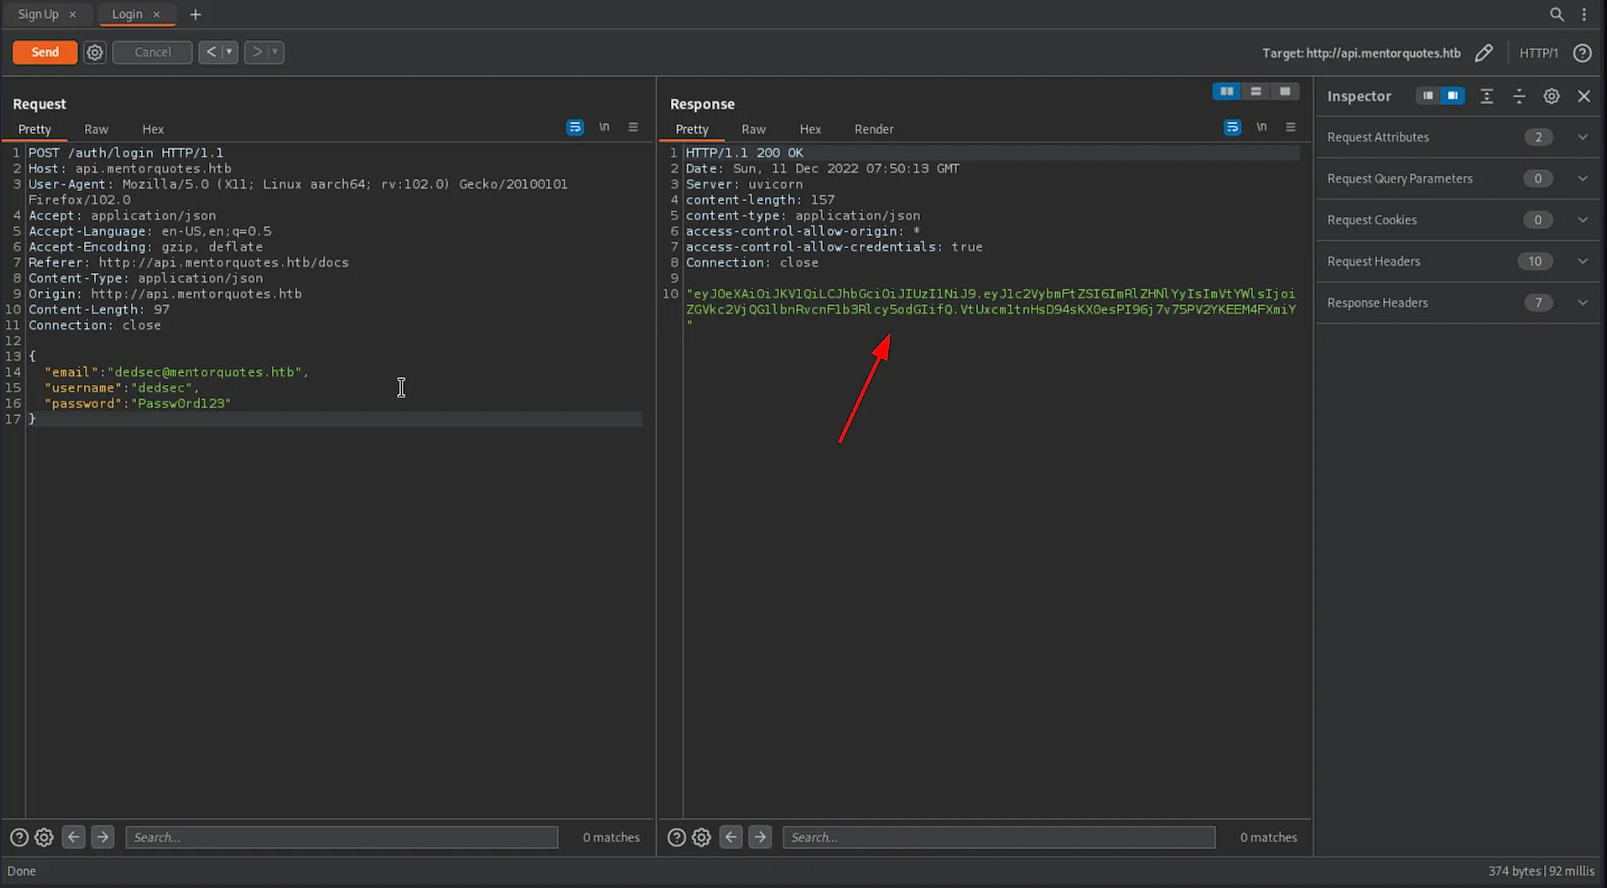 Sign Up ×
Login ×
+
Send
Cancel
< ▾
> ▾
Target: http://api.mentorquotes.htb
HTTP/1
Request
Pretty Raw Hex
\n
1 POST /auth/login HTTP/1.1
2 Host: api.mentorquotes.htb
3 User-Agent: Mozilla/5.0 (X11; Linux aarch64; rv:102.0) Gecko/20100101
Firefox/102.0
4 Accept: application/json
5 Accept-Language: en-US,en;q=0.5
6 Accept-Encoding: gzip, deflate
7 Referer: http://api.mentorquotes.htb/docs
8 Content-Type: application/json
9 Origin: http://api.mentorquotes.htb
10 Content-Length: 97
11 Connection: close
12
13 {
14 "email":"dedsec@mentorquotes.htb",
15 "username":"dedsec",
16 "password":"Passw0rd123"
17 }
Search...
0 matches
Response
Pretty Raw Hex Render
\n
1 HTTP/1.1 200 OK
2 Date: Sun, 11 Dec 2022 07:50:13 GMT
3 Server: uvicorn
4 content-length: 157
5 content-type: application/json
6 access-control-allow-origin: *
7 access-control-allow-credentials: true
8 Connection: close
9
10 "eyJ0eXAiOiJKV1QiLCJhbGciOiJIUzI1NiJ9.eyJ1c2VybmFtZSI6ImRlZHNlYyIsImVtYWlsIjoi
ZGVkc2VjQG1lbnRvcnF1b3Rlcy5odGIifQ.VtUxcm1tnHsD94sKX0esPI96j7v75PV2YKEEM4FXmiY
"
Search...
0 matches
Inspector
Request Attributes 2
Request Query Parameters 0
Request Cookies 0
Request Headers 10
Response Headers 7
Done
374 bytes | 92 millis